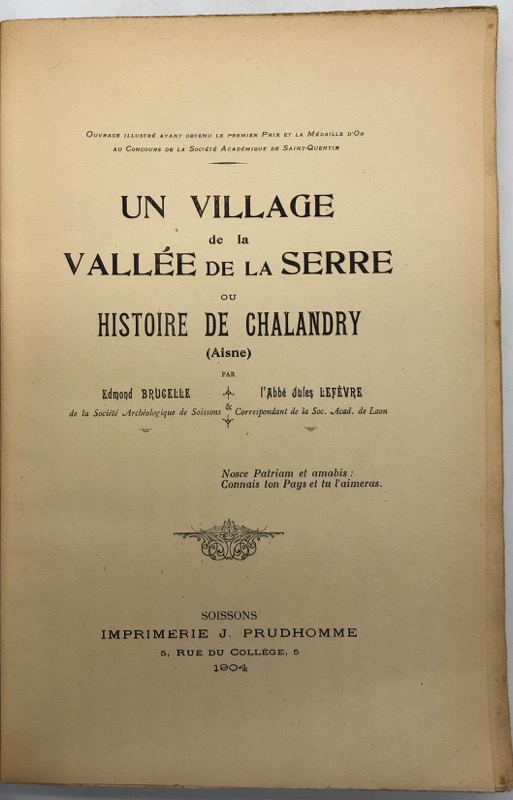 OUVRAGE ILLUSTRÉ AYANT OBTENU LE PREMIER PRIX ET LA MÉDAILLE D'OR
AU CONCOURS DE LA SOCIÉTÉ ACADÉMIQUE DE SAINT-QUENTIN
UN VILLAGE
de la
VALLÉE DE LA SERRE
OU
HISTOIRE DE CHALANDRY
(Aisne)
PAR
Edmond BRUCELLE l'Abbé Jules LEFÈVRE
de la Société Archéologique de Soissons & Correspondant de la Soc. Acad. de Laon
Nosce Patriam et amabis :
Connais ton Pays et tu l'aimeras.
SOISSONS
IMPRIMERIE J. PRUDHOMME
5, RUE DU COLLÈGE, 5
1904